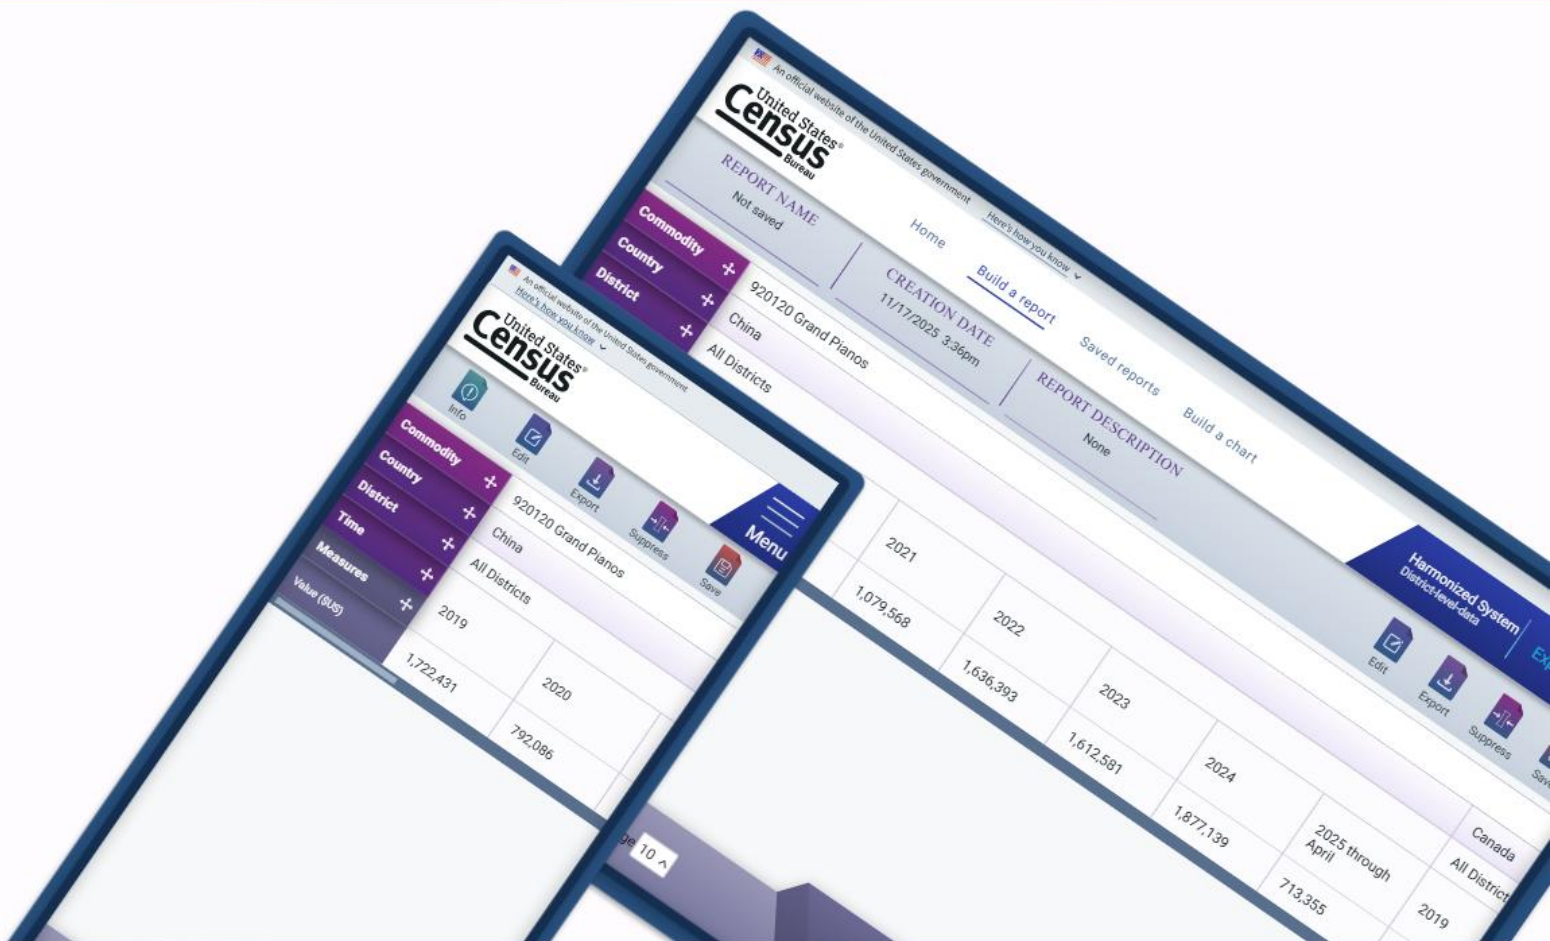 An official website of the United States government
Here's how you know
United States®
Census
Bureau
Home
Build a report
Saved reports
Build a chart
Harmonized System
District-level-data
REPORT NAME
Not saved
CREATION DATE
11/17/2025 3:36pm
REPORT DESCRIPTION
None
Edit
Export
Suppress
Commodity
920120 Grand Pianos
Country
China
Canada
District
All Districts
2021
2022
2023
2024
2025 through
April
2019
1,079,568
1,636,393
1,612,581
1,877,139
713,355
10
An official website of the United States government
Here's how you know
United States®
Census
Bureau
Menu
Info
Edit
Export
Suppress
Save
Commodity
920120 Grand Pianos
Country
China
District
All Districts
Time
2019
2020
Measures
Value ($US)
1,722,431
792,086